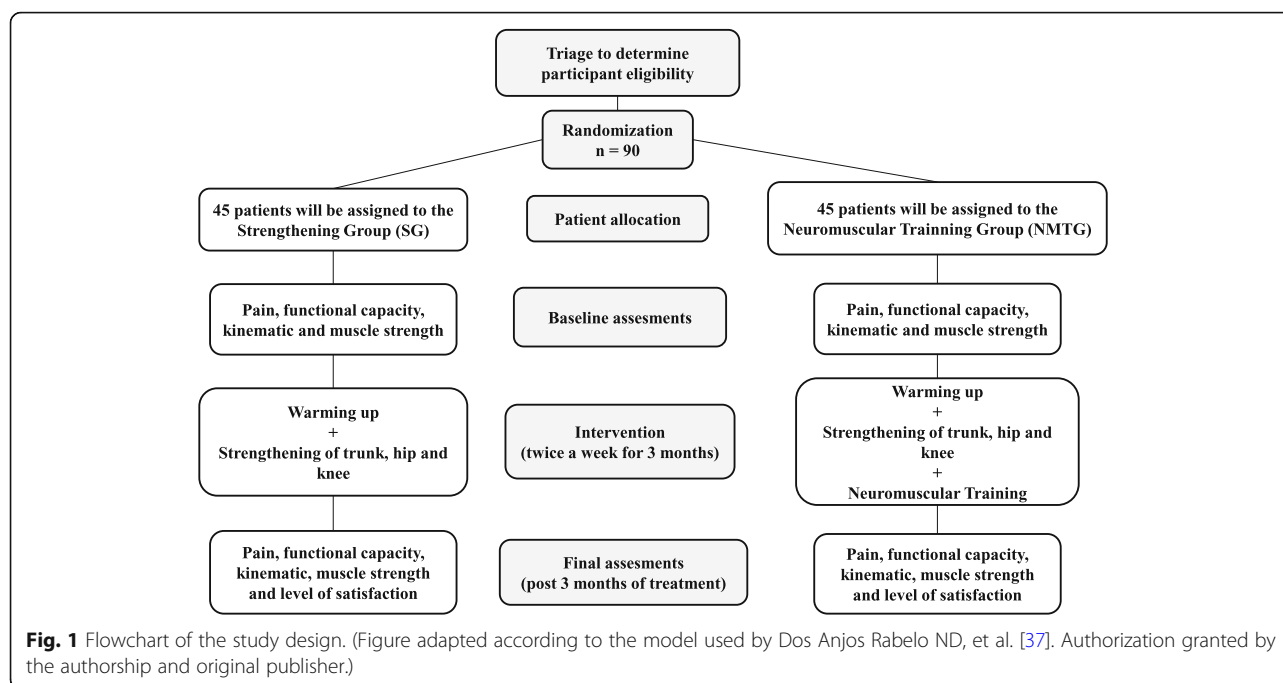 Triage to determine
participant eligibility
Randomization
n = 90
45 patients will be assigned to the
Strengthening Group (SG)
Patient allocation
45 patients will be assigned to the
Neuromuscular Trainning Group (NMTG)
Pain, functional capacity,
kinematic and muscle strength
Baseline assesments
Pain, functional capacity,
kinematic and muscle strength
Warming up
+
Strengthening of trunk, hip and
knee
Intervention
(twice a week for 3 months)
Warming up
+
Strengthening of trunk, hip and
knee
+
Neuromuscular Training
Pain, functional capacity,
kinematic, muscle strength
and level of satisfaction
Final assesments
(post 3 months of treatment)
Pain, functional capacity,
kinematic, muscle strength
and level of satisfaction
Fig. 1 Flowchart of the study design. (Figure adapted according to the model used by Dos Anjos Rabelo ND, et al. [37]. Authorization granted by
the authorship and original publisher.)